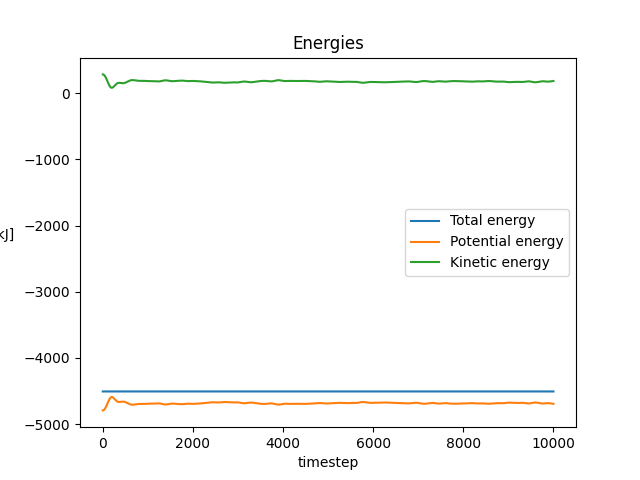 Energies
0
−1000
−2000
−3000
−4000
−5000
kJ]
Total energy
Potential energy
Kinetic energy
0 2000 4000 6000 8000 10000
timestep